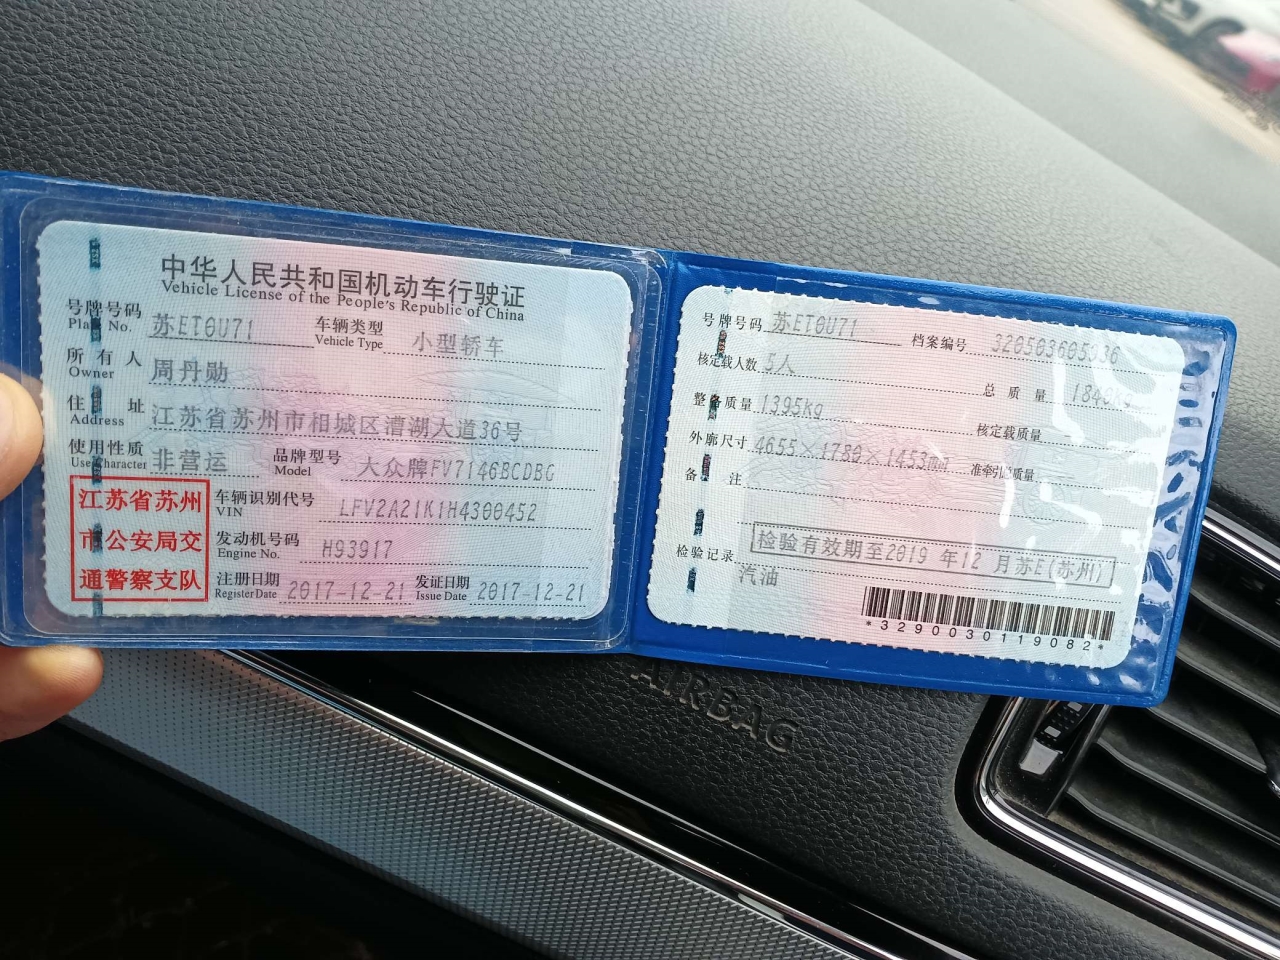 中华人民共和国机动车行驶证
Vehicle License of the People's Republic of China
号牌号码 苏ET0U71 车辆类型 小型轿车
Plate No. Vehicle Type
所有人 周丹勋
Owner
住址 江苏省苏州市相城区漕湖大道36号
Address
使用性质 非营运 品牌型号 大众牌FV7146BCDBG
Use Character Model
江苏省苏州
市公安局交
通警察支队
车辆识别代号 LFV2A21K1H4300452
VIN
发动机号码 H93917
Engine No.
注册日期 2017-12-21 发证日期 2017-12-21
Register Date Issue Date
号牌号码 苏ET0U71 档案编号 320503605336
核定载人数 5人 总质量
整备质量 1395kg 核定载质量
外廓尺寸 4655×1780×1453mm 准牵引总质量
备注
检验记录 检验有效期至2019年12月苏E(苏州)
汽油
*3290030119082*
AIRBAG